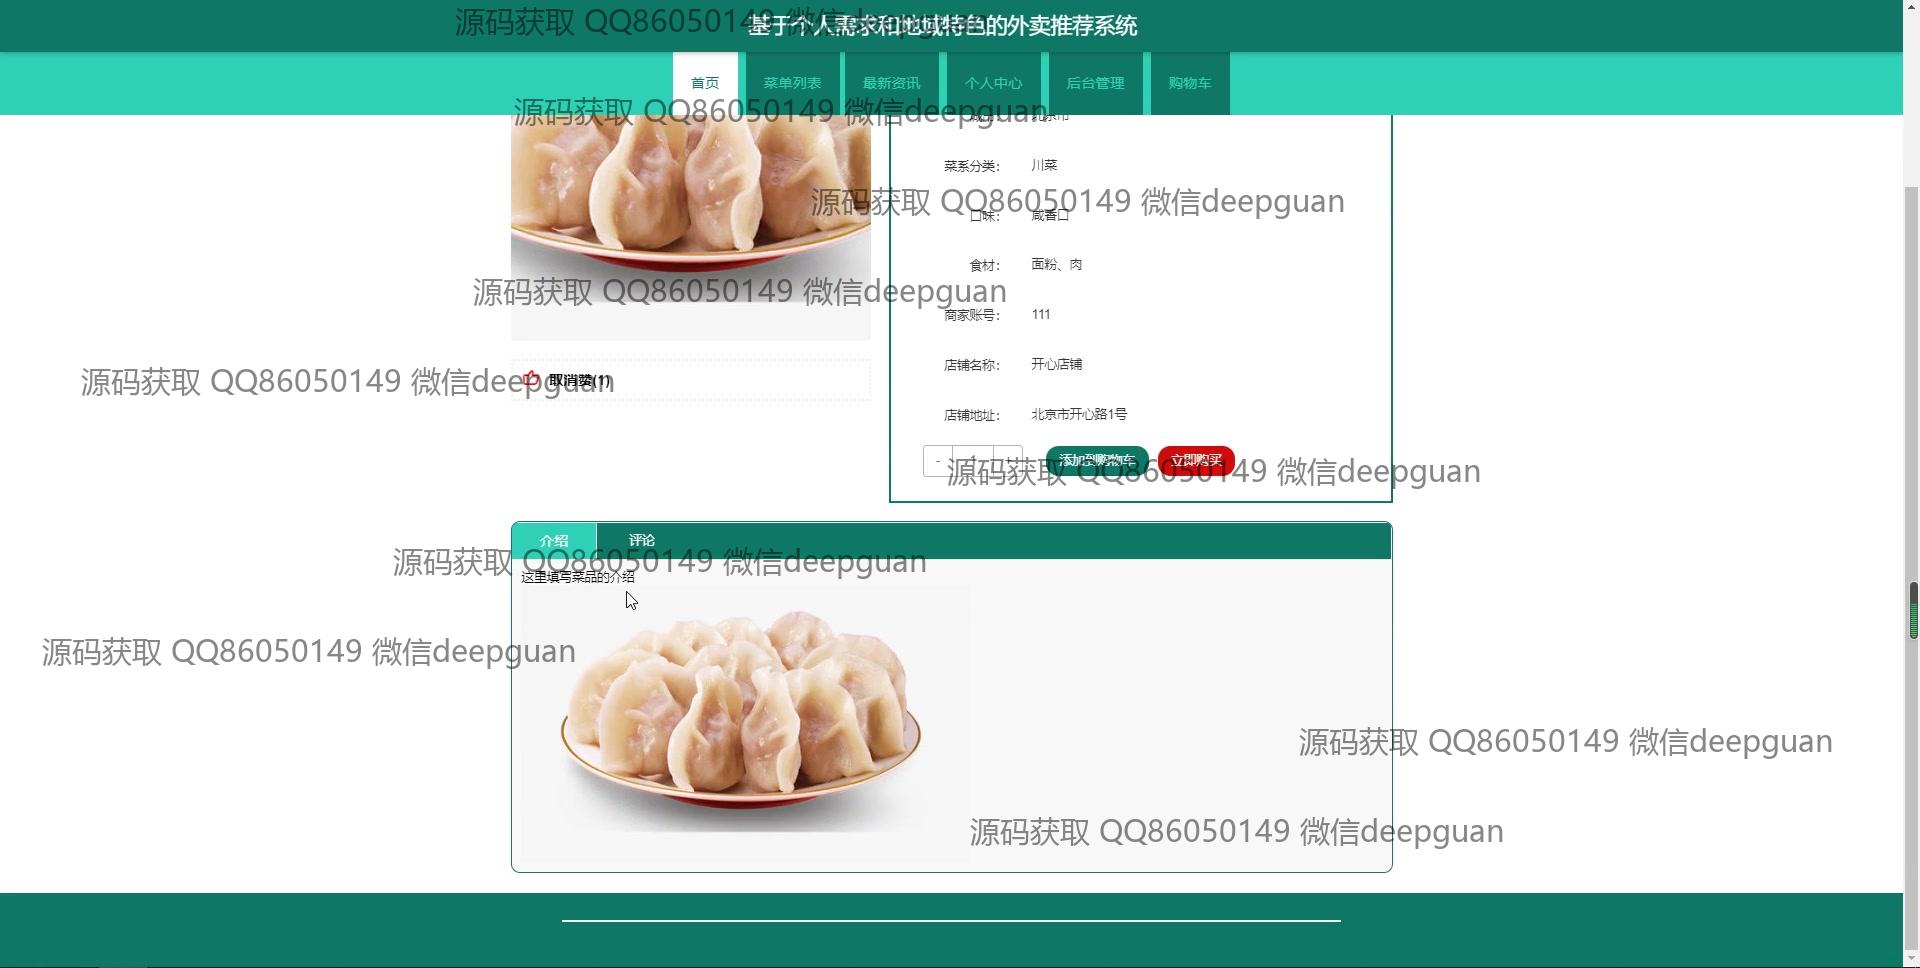 源码获取 QQ86050149 微信deepguan
基于个人需求和地域特色的外卖推荐系统
首页
菜单列表
最新资讯
个人中心
后台管理
购物车
源码获取 QQ86050149 微信deepguan
城市: 北京市
菜系分类: 川菜
源码获取 QQ86050149 微信deepguan
口味: 咸香口
食材: 面粉、肉
源码获取 QQ86050149 微信deepguan
商家账号: 111
店铺名称: 开心店铺
源码获取 QQ86050149 微信deepguan
取消赞(1)
店铺地址: 北京市开心路1号
- 1 +
添加到购物车
立即购买
源码获取 QQ86050149 微信deepguan
介绍
评论
源码获取 QQ86050149 微信deepguan
这里填写菜品的介绍
源码获取 QQ86050149 微信deepguan
源码获取 QQ86050149 微信deepguan
源码获取 QQ86050149 微信deepguan